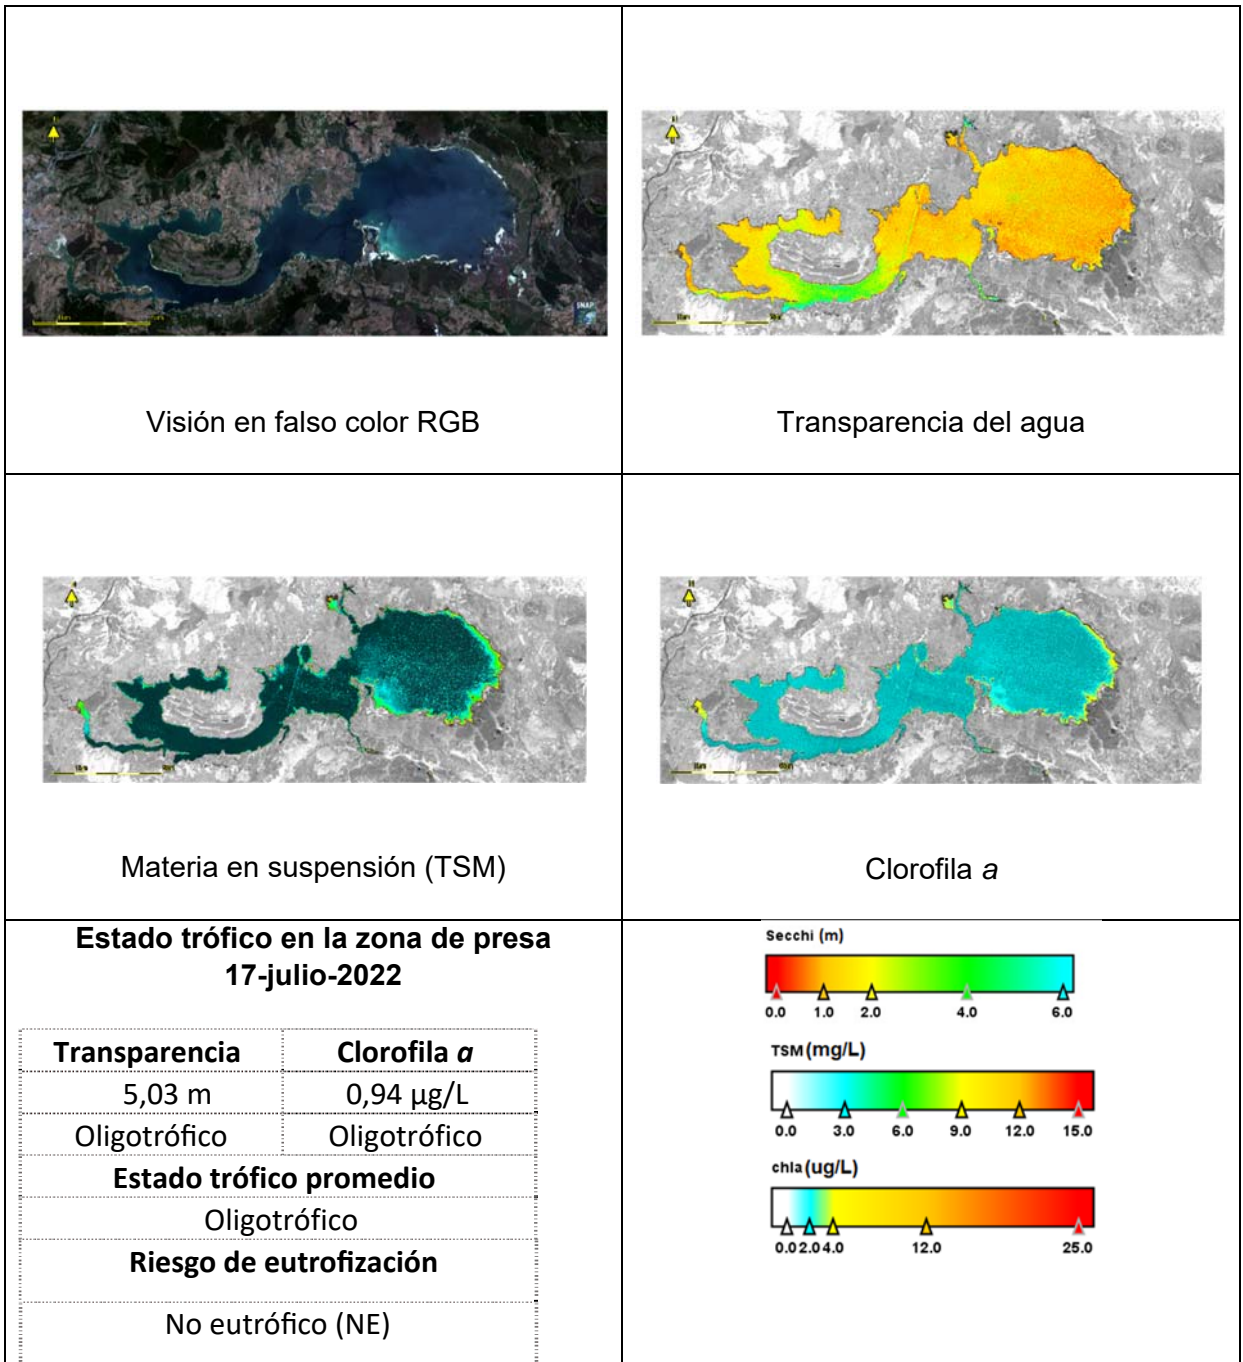 SNAP
Visión en falso color RGB
Transparencia del agua
Materia en suspensión (TSM)
Clorofila a
Estado trófico en la zona de presa
17-julio-2022
Transparencia Clorofila a
5,03 m 0,94 µg/L
Oligotrófico Oligotrófico
Estado trófico promedio
Oligotrófico
Riesgo de eutrofización
No eutrófico (NE)
Secchi (m)
0.0 1.0 2.0 4.0 6.0
TSM (mg/L)
0.0 3.0 6.0 9.0 12.0 15.0
chla (ug/L)
0.0 2.0 4.0 12.0 25.0